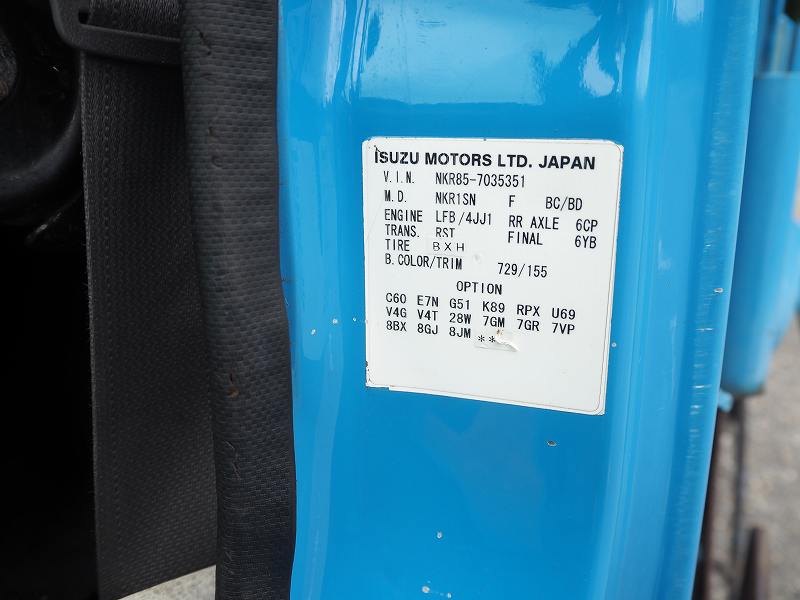 ISUZU MOTORS LTD. JAPAN
V.I.N. NKR85-7035351
M.D. NKR1SN F BC/BD
ENGINE LFB/4JJ1 RR AXLE 6CP
TRANS. RST FINAL 6YB
TIRE BXH
B.COLOR/TRIM 729/155
OPTION
C60 E7N G51 K89 RPX U69
V4G V4T 28W 7GM 7GR 7VP
8BX 8GJ 8JM **